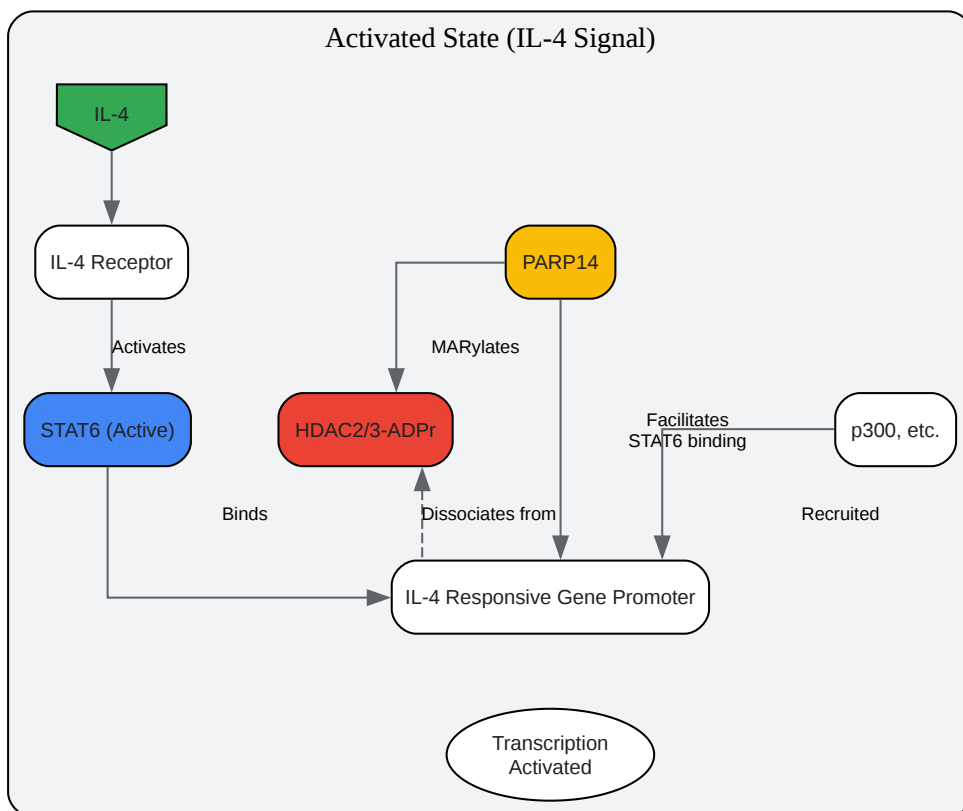 Activated State (IL-4 Signal)
IL-4
IL-4 Receptor
PARP14
Activates
MARylates
STAT6 (Active)
HDAC2/3-ADPr
Facilitates
STAT6 binding
p300, etc.
Binds
Dissociates from
Recruited
IL-4 Responsive Gene Promoter
Transcription
Activated